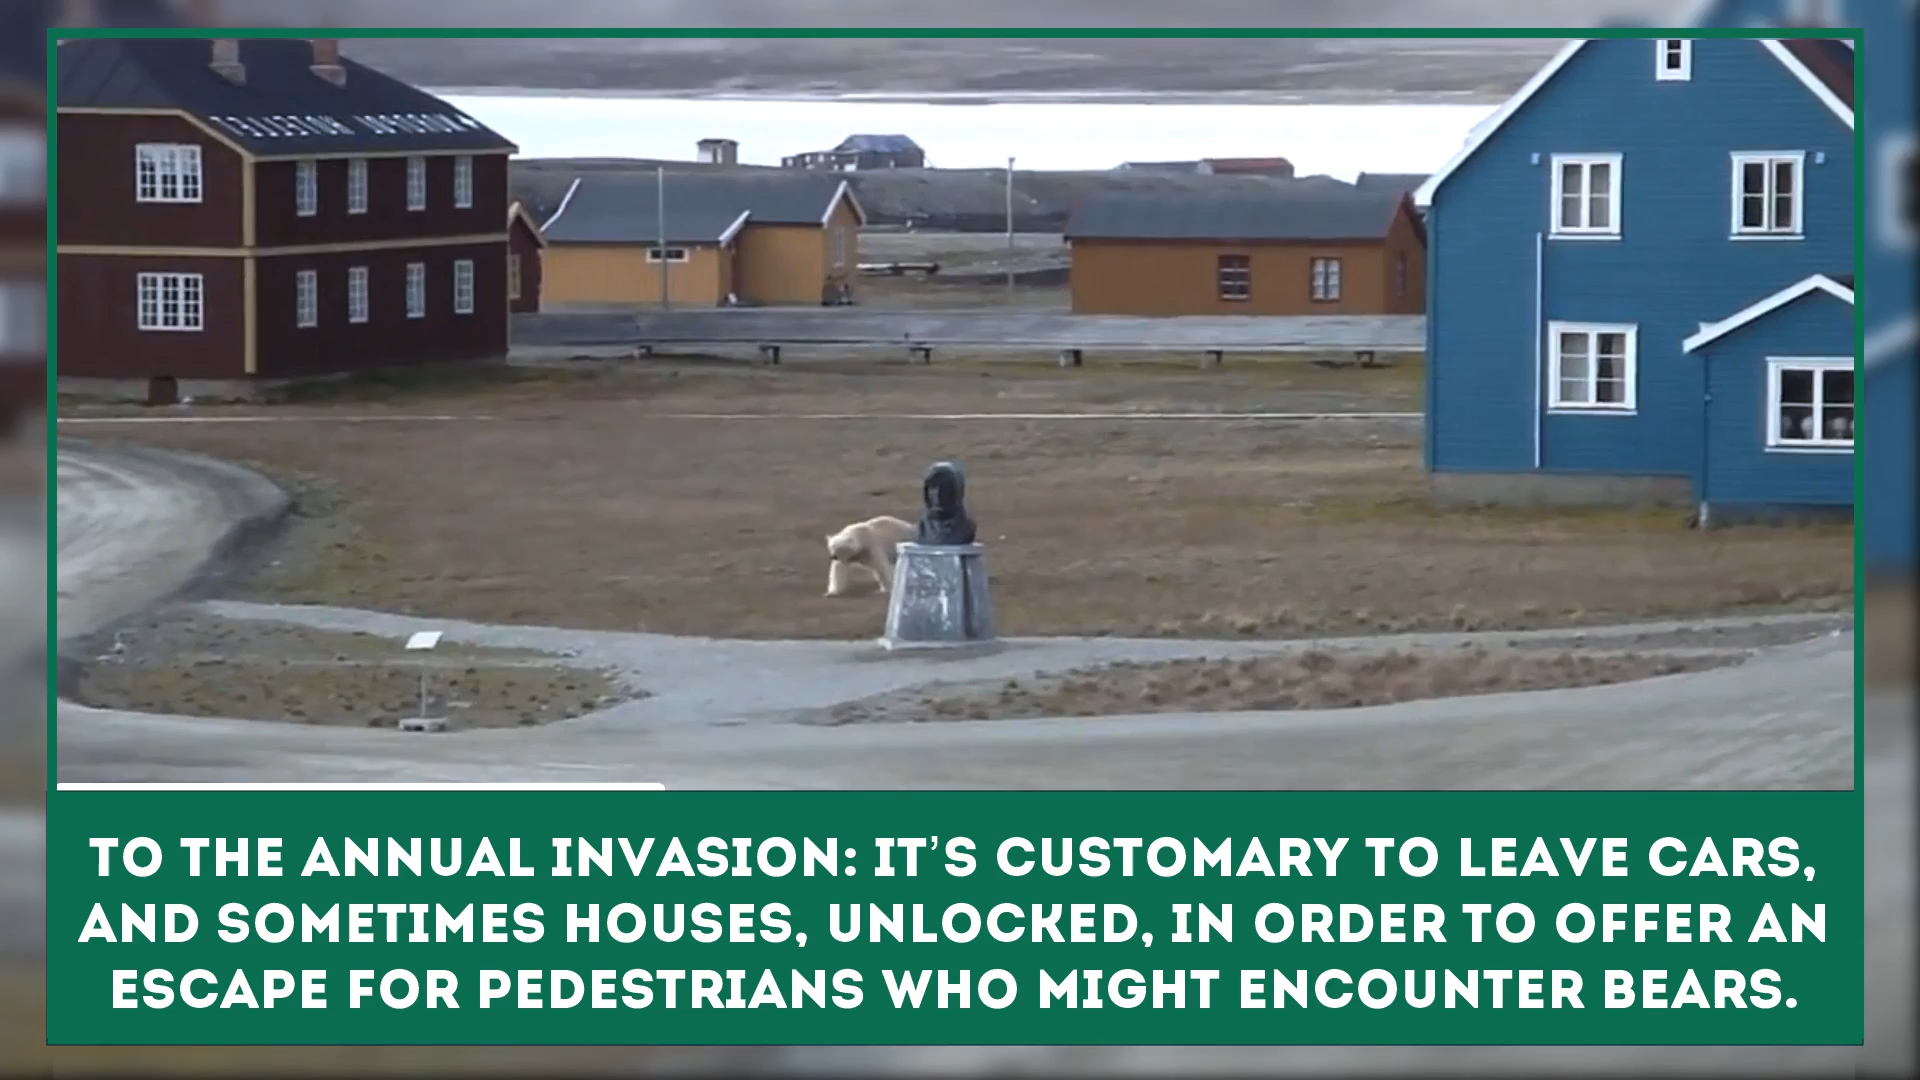 TO THE ANNUAL INVASION: IT'S CUSTOMARY TO LEAVE CARS,
AND SOMETIMES HOUSES, UNLOCKED, IN ORDER TO OFFER AN
ESCAPE FOR PEDESTRIANS WHO MIGHT ENCOUNTER BEARS.